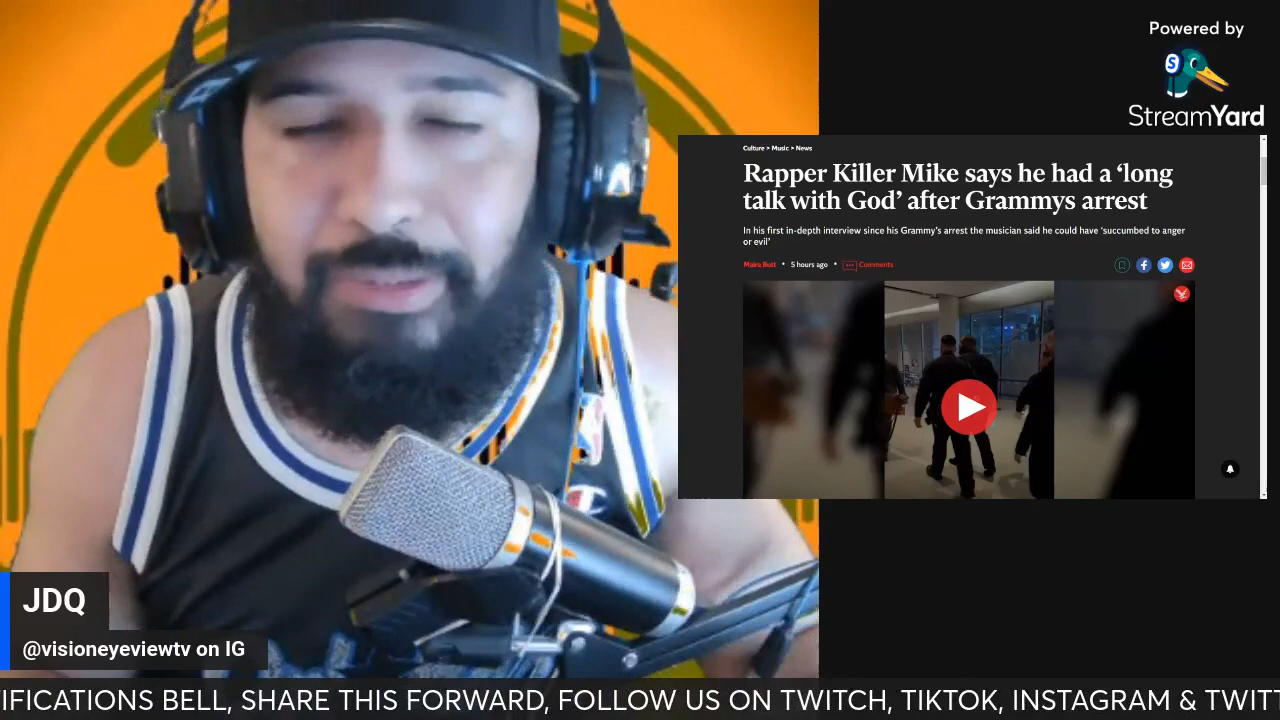 Powered by
StreamYard
Culture > Music > News
Rapper Killer Mike says he had a ‘long
talk with God’ after Grammys arrest
In his first in-depth interview since his Grammy’s arrest the musician said he could have ‘succumbed to anger
or evil’
Maira Butt • 5 hours ago • Comments
JDQ
@visioneyeviewtv on IG
IFICATIONS BELL, SHARE THIS FORWARD, FOLLOW US ON TWITCH, TIKTOK, INSTAGRAM & TWIT